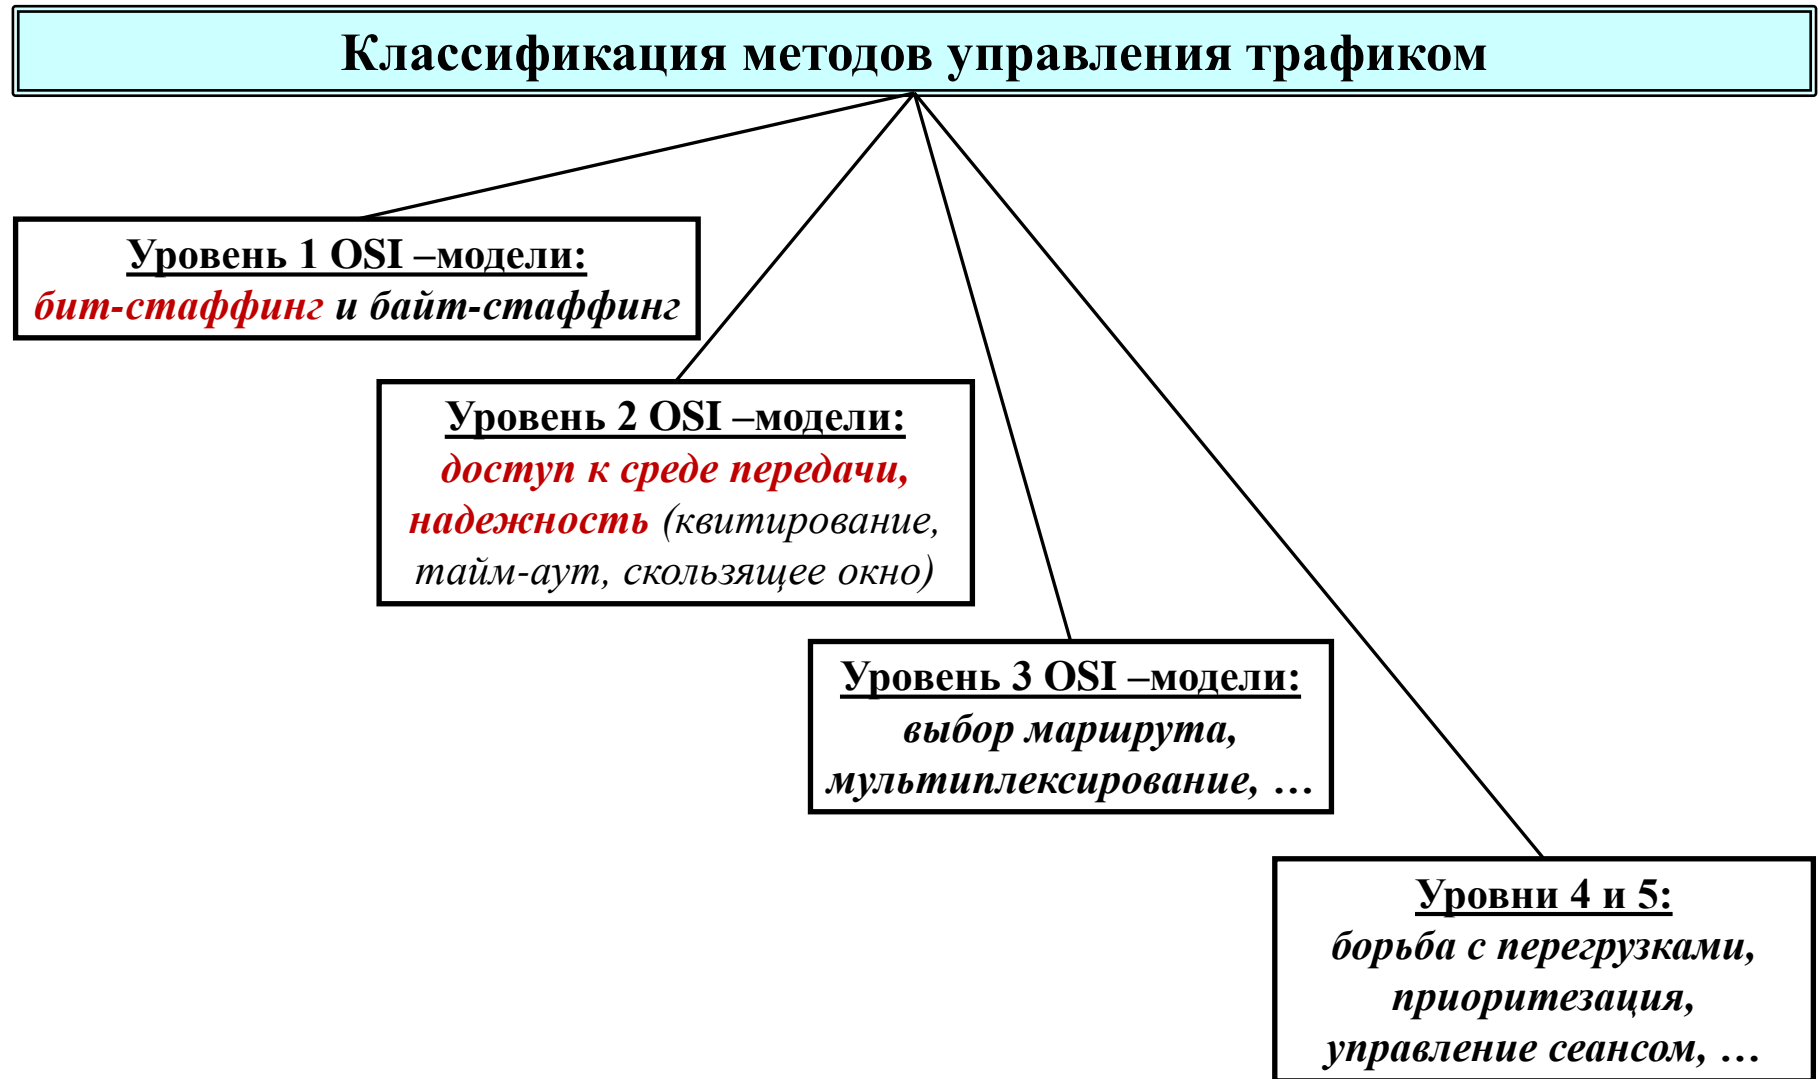 Классификация методов управления трафиком
Уровень 1 OSI –модели:
бит-стаффинг и байт-стаффинг
Уровень 2 OSI –модели:
доступ к среде передачи,
надежность (квитирование,
тайм-аут, скользящее окно)
Уровень 3 OSI –модели:
выбор маршрута,
мультиплексирование, …
Уровни 4 и 5:
борьба с перегрузками,
приоритезация,
управление сеансом, …